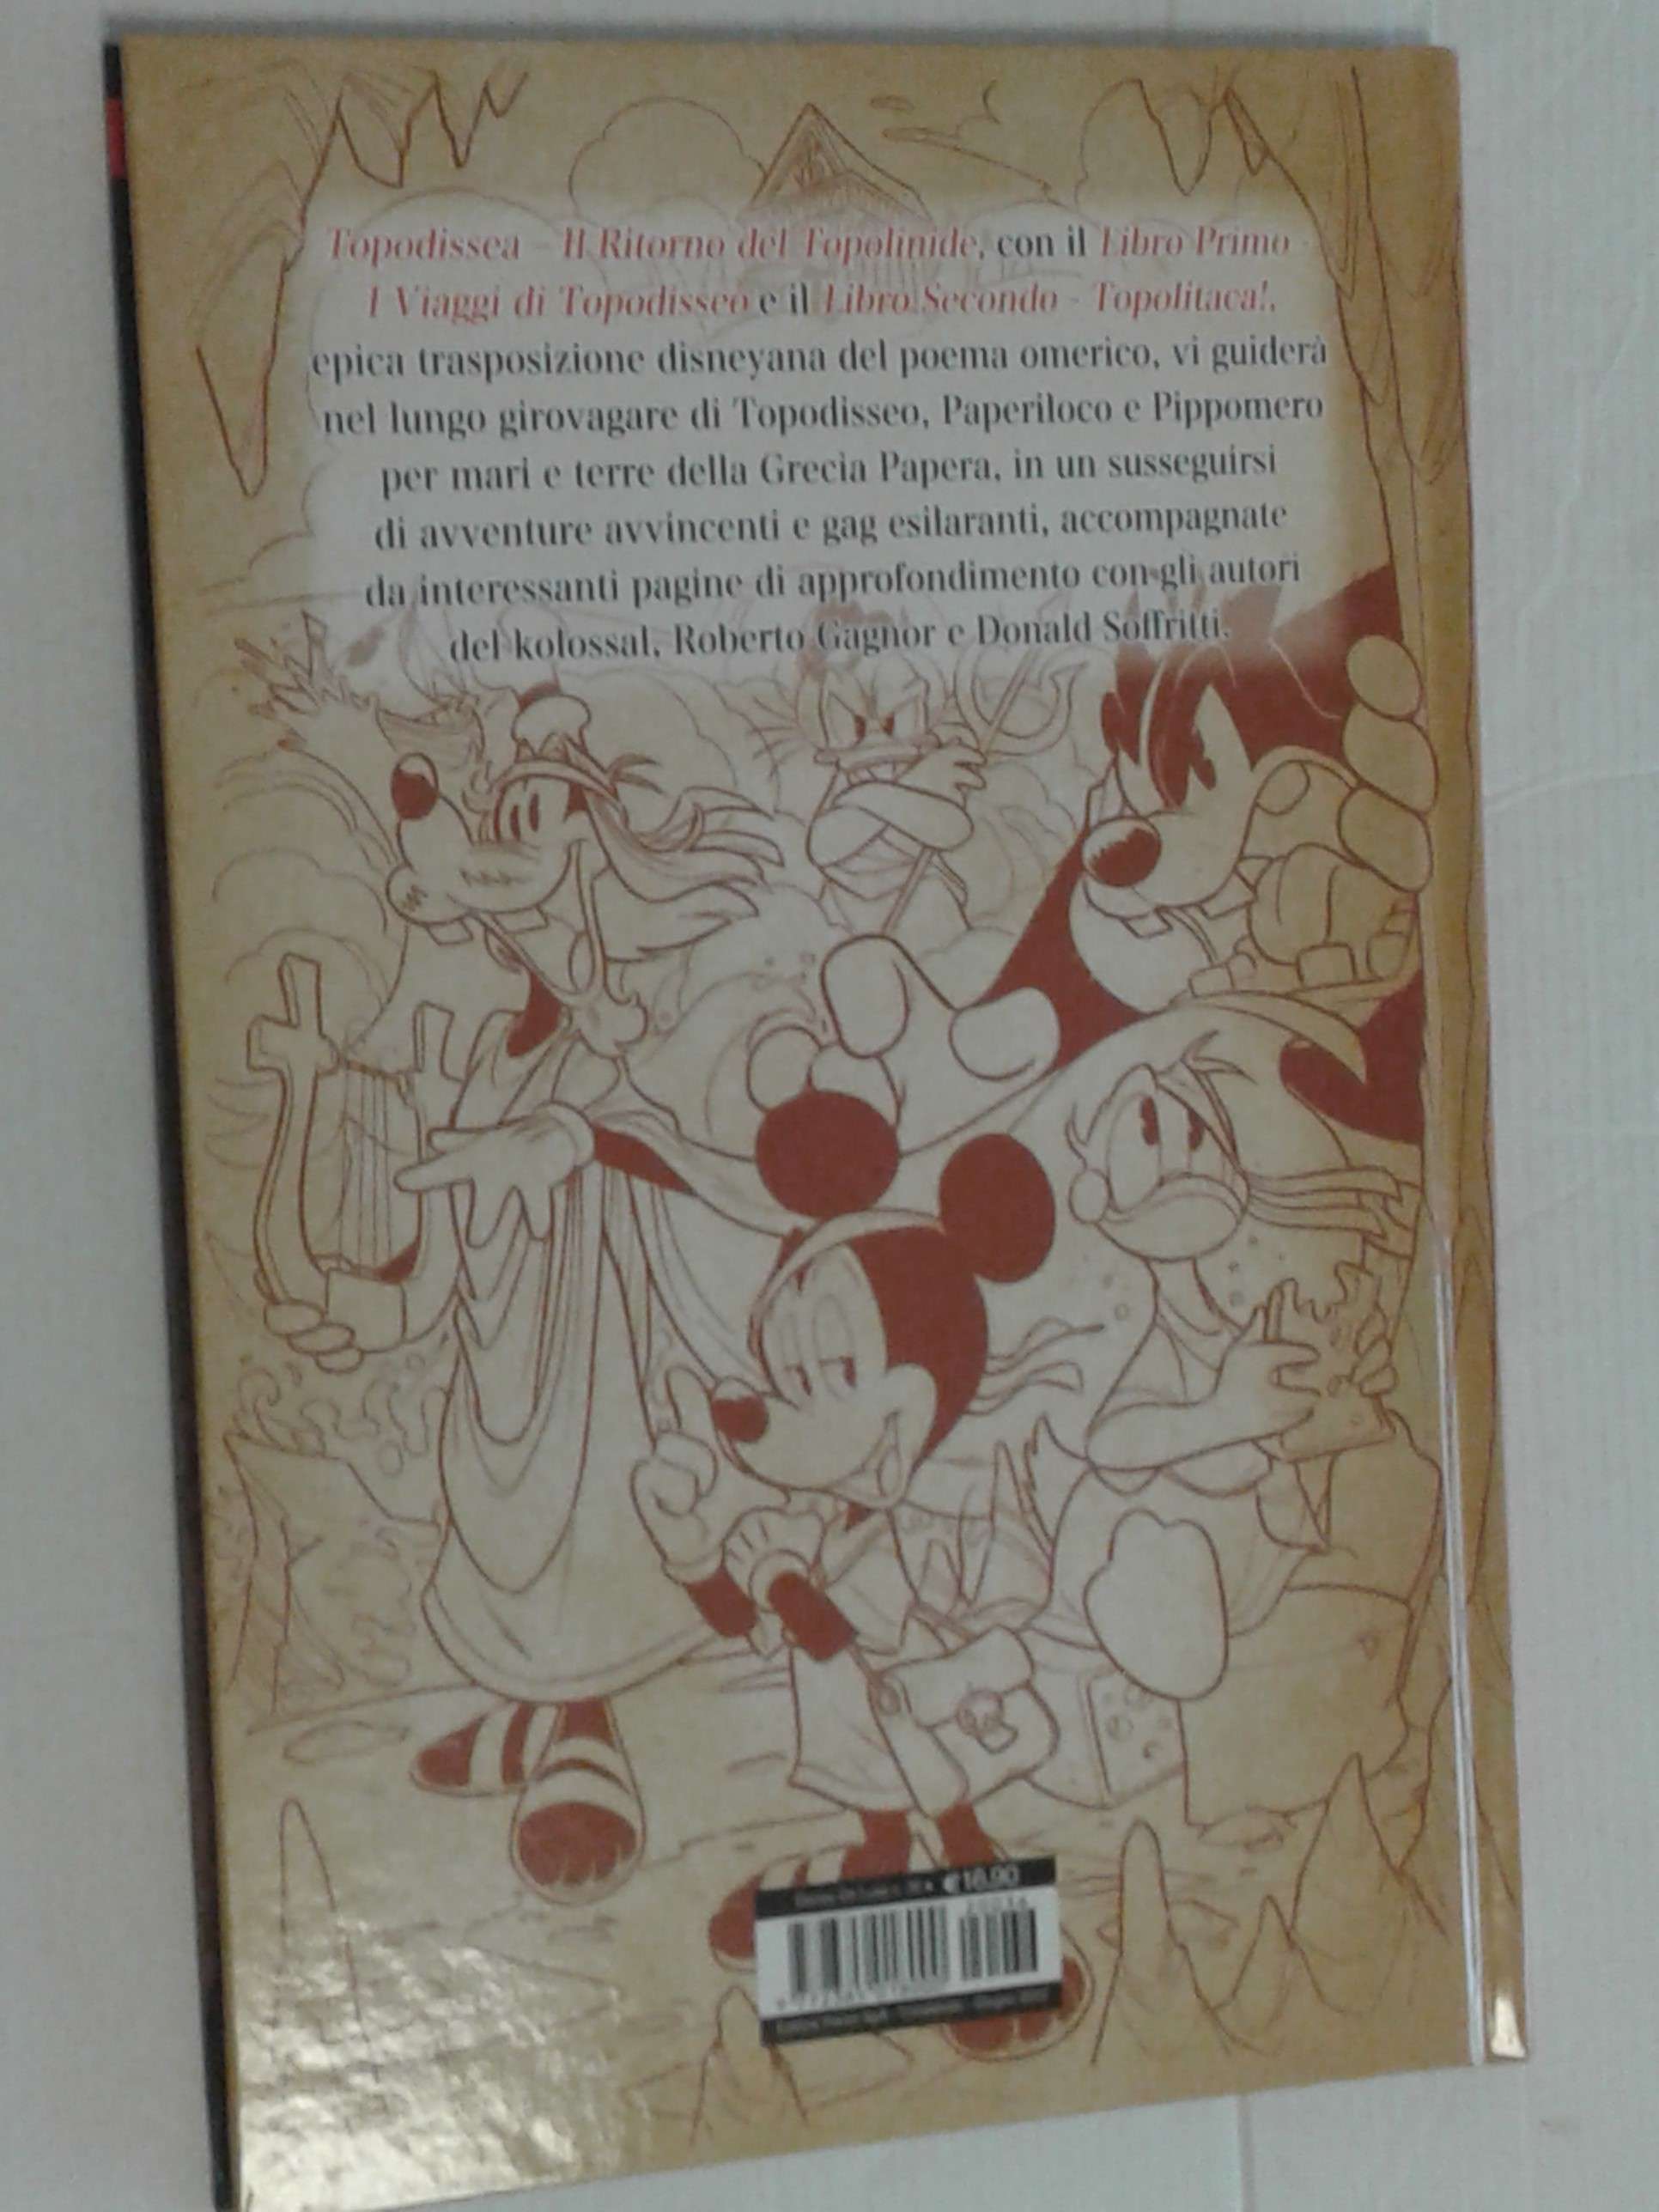 Topodissea - Il Ritorno del Topolinide, con il Libro Primo -
I Viaggi di Topodisseo e il Libro Secondo - Topolitaca!,
epica trasposizione disneyana del poema omerico, vi guiderà
nel lungo girovagare di Topodisseo, Paperiloco e Pippomero
per mari e terre della Grecia Papera, in un susseguirsi
di avventure avvincenti e gag esilaranti, accompagnate
da interessanti pagine di approfondimento con gli autori
del kolossal, Roberto Gagnor e Donald Soffritti.
€16,90